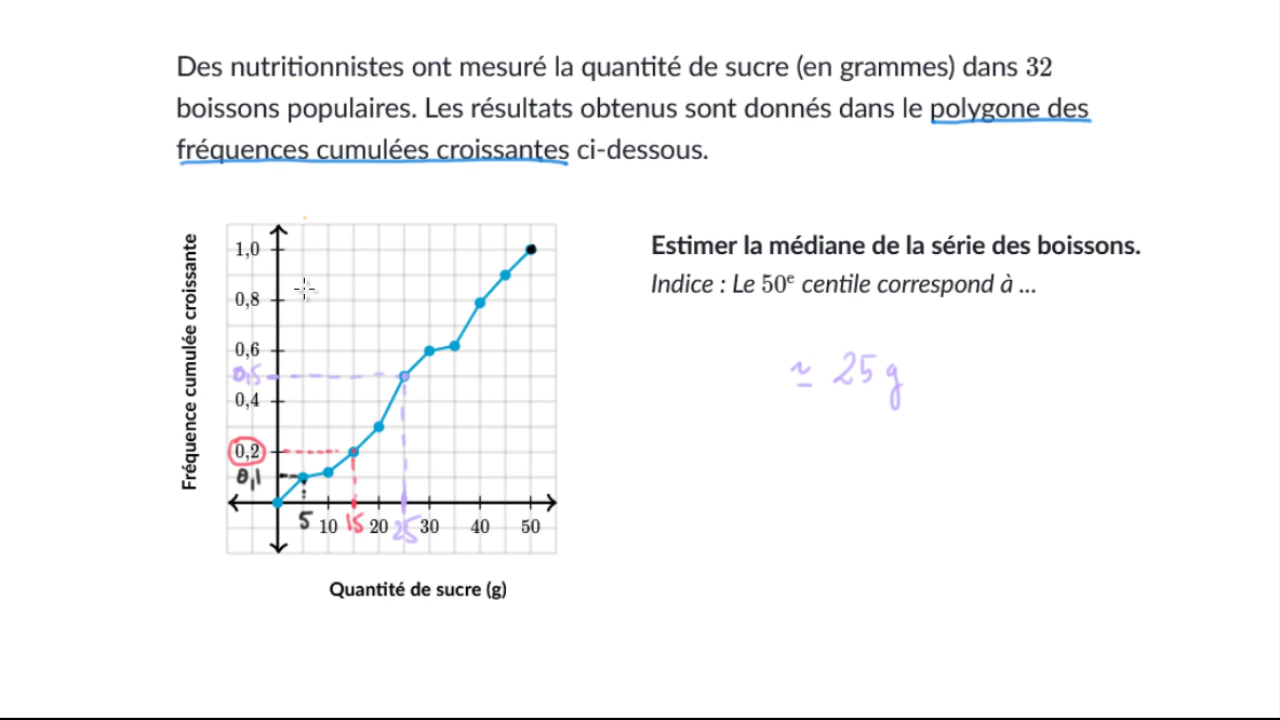 Des nutritionnistes ont mesuré la quantité de sucre (en grammes) dans 32
boissons populaires. Les résultats obtenus sont donnés dans le polygone des
fréquences cumulées croissantes ci-dessous.
Fréquence cumulée croissante
1,0
0,8
0,6
0,5
0,4
0,2
0,1
5 10 15 20 25 30 40 50
Quantité de sucre (g)
Estimer la médiane de la série des boissons.
Indice : Le 50e centile correspond à ...
≃ 25 g